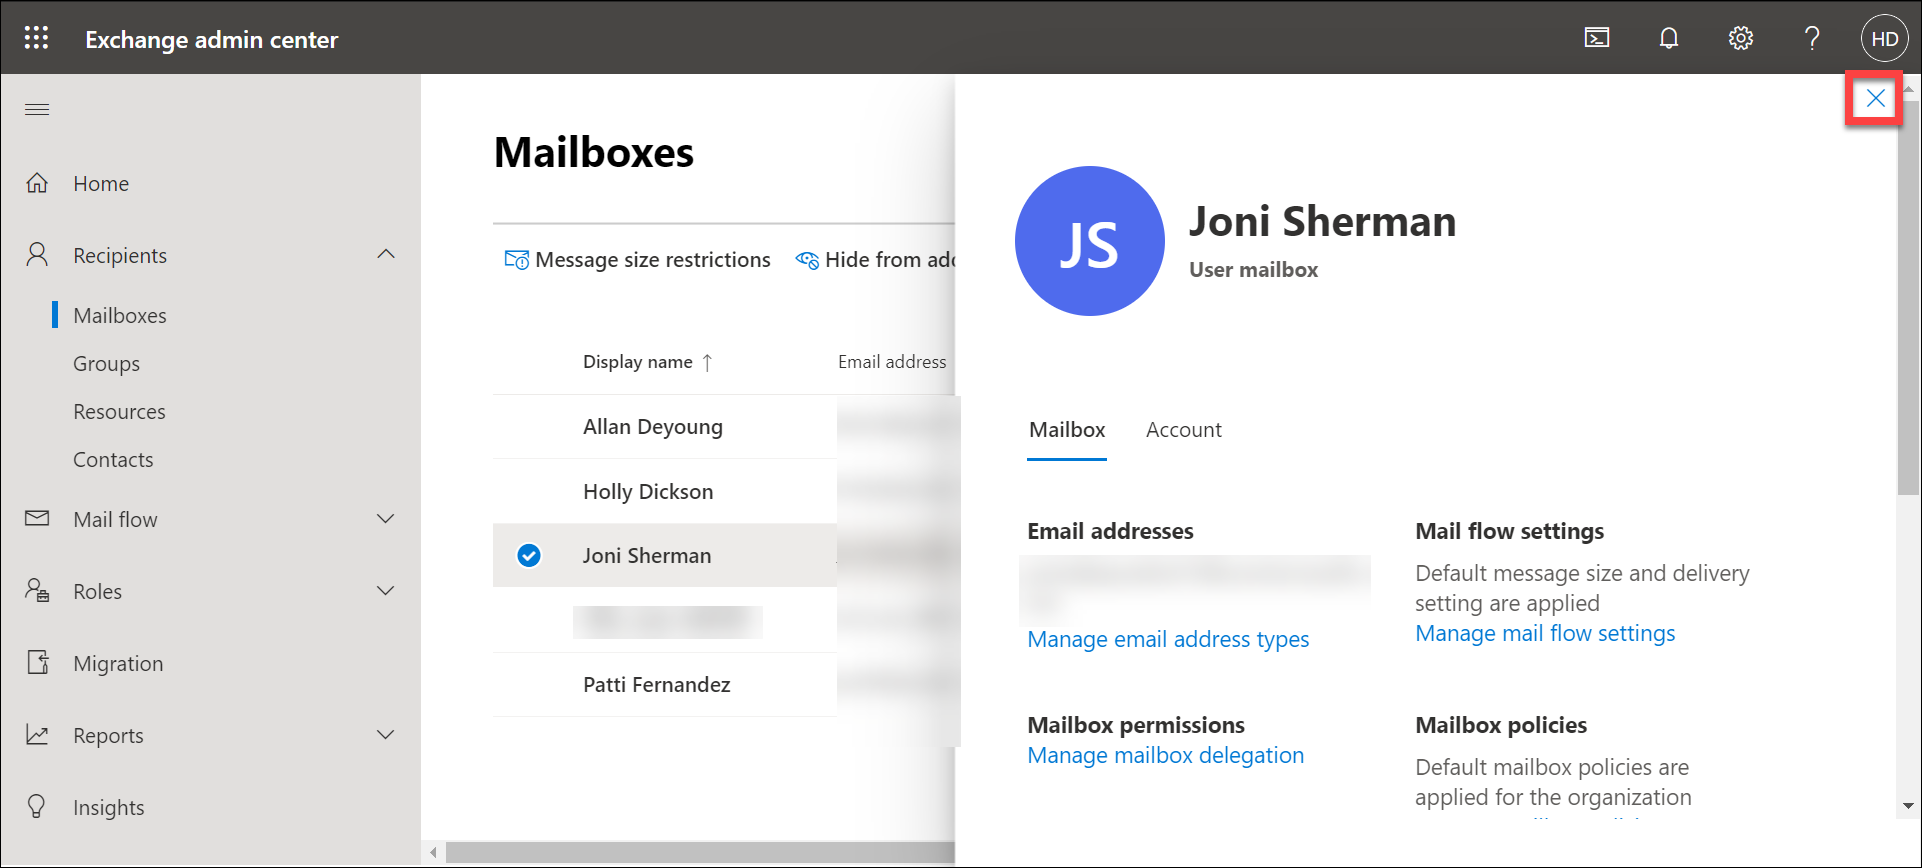 Exchange admin center
HD
Home
Recipients
Mailboxes
Groups
Resources
Contacts
Mail flow
Roles
Migration
Reports
Insights
Mailboxes
Message size restrictions
Hide from add
Display name ↑
Email address
Allan Deyoung
Holly Dickson
Joni Sherman
Patti Fernandez
JS
Joni Sherman
User mailbox
Mailbox
Account
Email addresses
Manage email address types
Mail flow settings
Default message size and delivery
setting are applied
Manage mail flow settings
Mailbox permissions
Manage mailbox delegation
Mailbox policies
Default mailbox policies are
applied for the organization